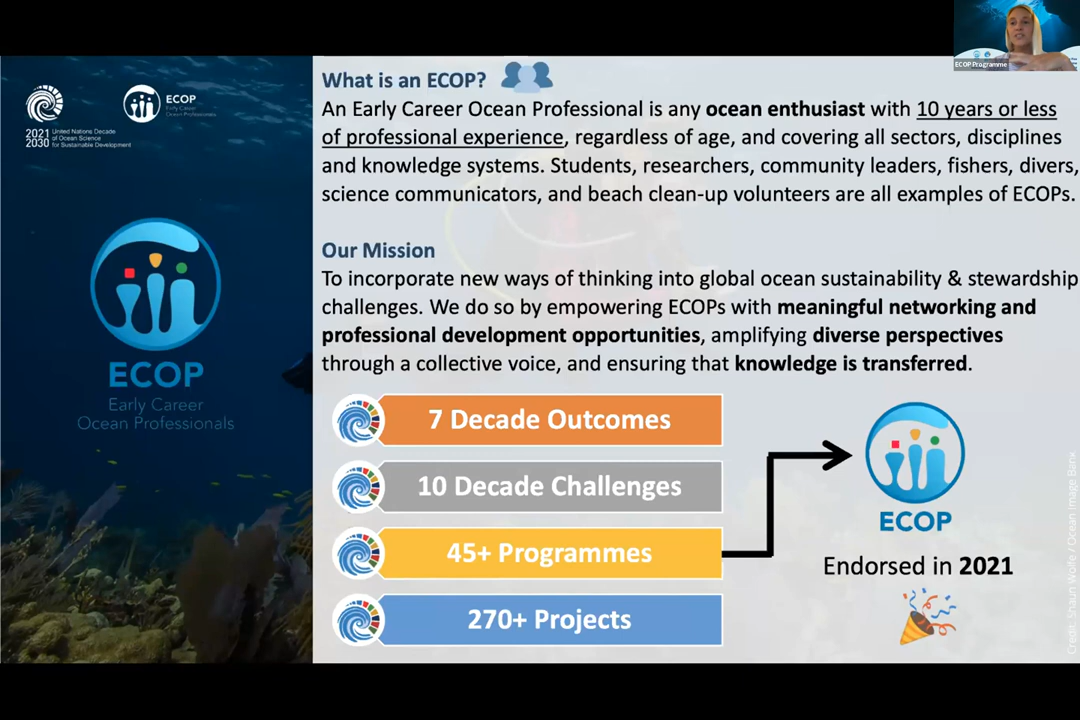 ECOP Programme
2021
2030
United Nations Decade
of Ocean Science
for Sustainable Development
ECOP
Early Career
Ocean Professionals
ECOP
Early Career
Ocean Professionals
What is an ECOP?
An Early Career Ocean Professional is any ocean enthusiast with 10 years or less
of professional experience, regardless of age, and covering all sectors, disciplines
and knowledge systems. Students, researchers, community leaders, fishers, divers,
science communicators, and beach clean-up volunteers are all examples of ECOPs.
Our Mission
To incorporate new ways of thinking into global ocean sustainability & stewardship
challenges. We do so by empowering ECOPs with meaningful networking and
professional development opportunities, amplifying diverse perspectives
through a collective voice, and ensuring that knowledge is transferred.
7 Decade Outcomes
10 Decade Challenges
45+ Programmes
270+ Projects
ECOP
Endorsed in 2021
Credit: Shaun Wolfe / Ocean Image Bank